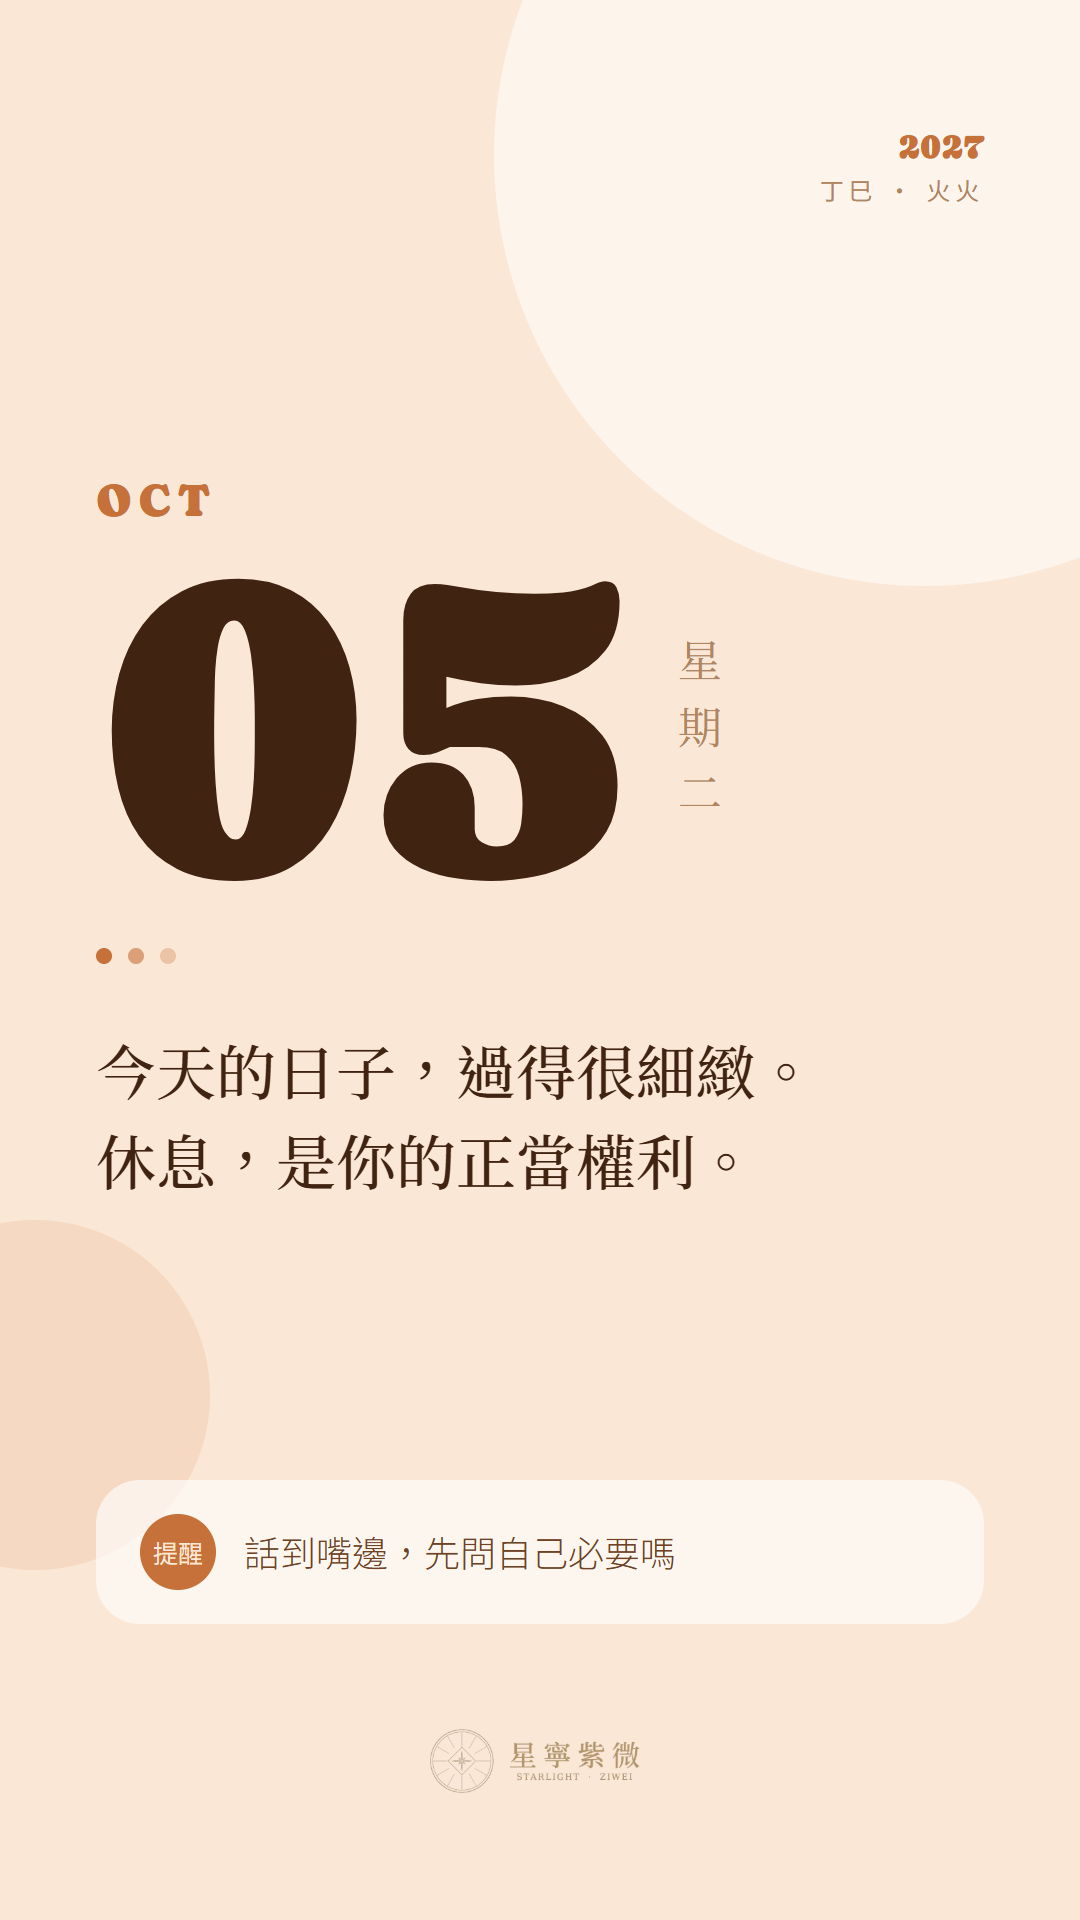 2027
丁巳 · 火火
OCT
05
星期二
今天的日子，過得很細緻。
休息，是你的正當權利。
提醒 話到嘴邊，先問自己必要嗎
星寧紫微
STARLIGHT · ZIWEI